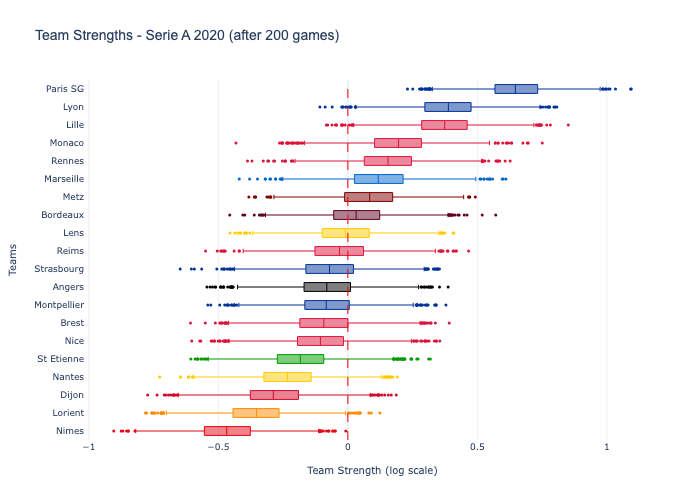 Team Strengths - Serie A 2020 (after 200 games)
Paris SG
Lyon
Lille
Monaco
Rennes
Marseille
Metz
Bordeaux
Lens
Reims
Strasbourg
Angers
Montpellier
Brest
Nice
St Etienne
Nantes
Dijon
Lorient
Nimes
Teams
−1
−0.5
0
0.5
1
Team Strength (log scale)